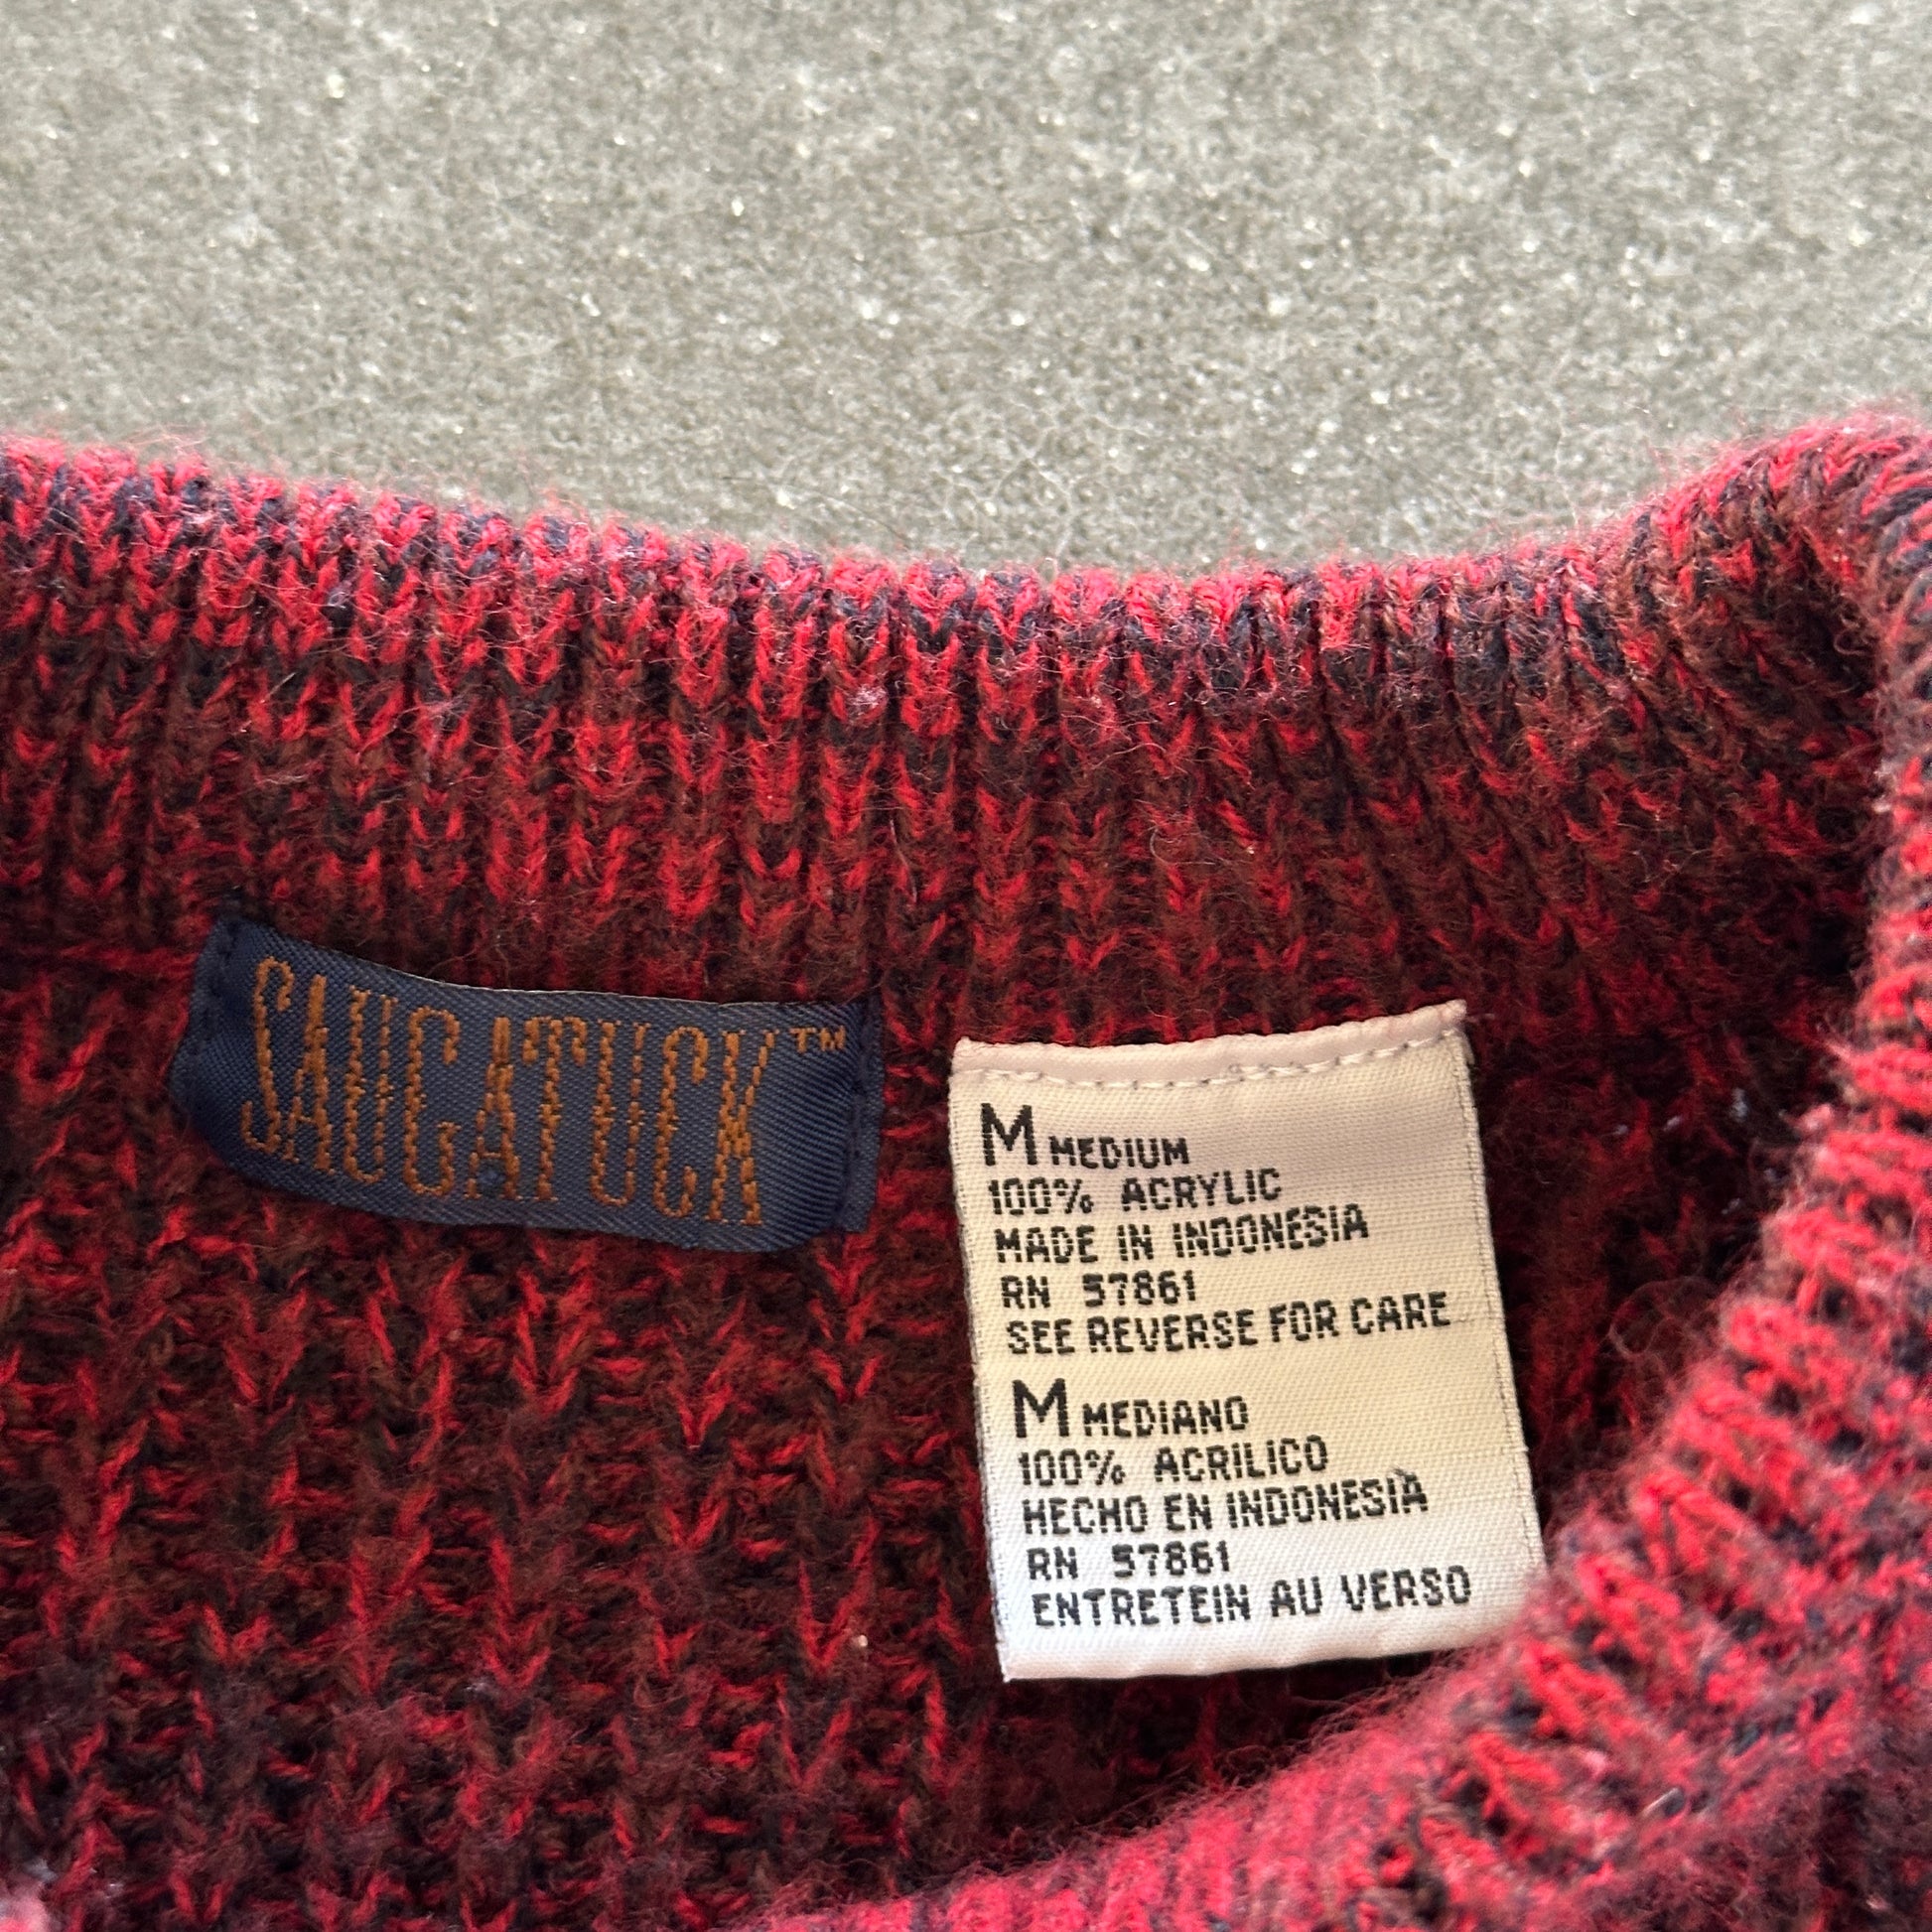 SAUGATUCK™
M MEDIUM
100% ACRYLIC
MADE IN INDONESIA
RN 57861
SEE REVERSE FOR CARE
M MEDIANO
100% ACRILICO
HECHO EN INDONESIA
RN 57861
ENTRETEIN AU VERSO